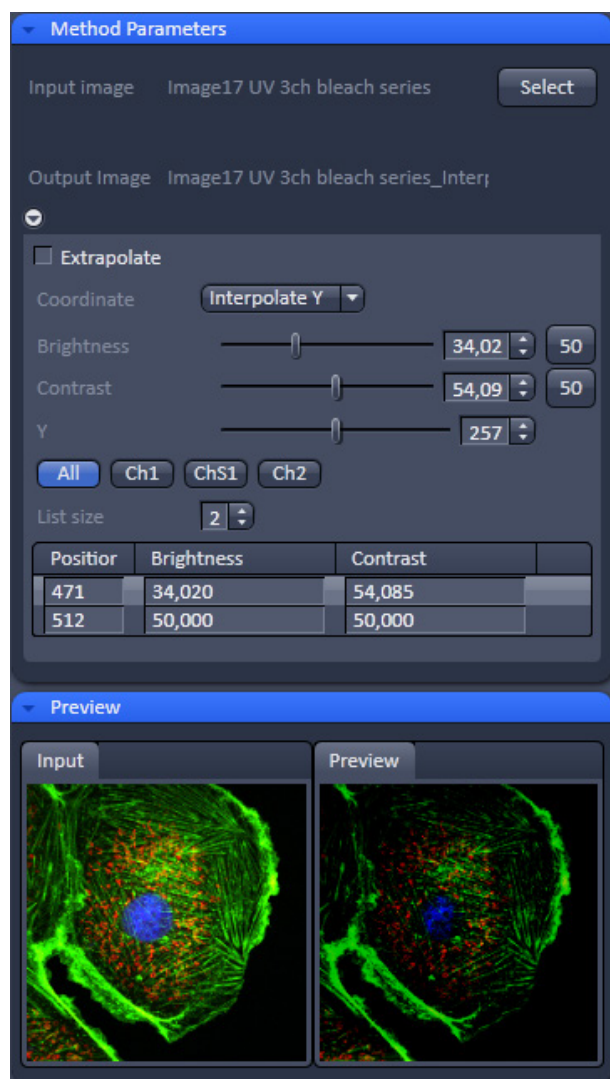 Method Parameters
Input image Image17 UV 3ch bleach series Select
Output Image Image17 UV 3ch bleach series_Interp
Extrapolate
Coordinate Interpolate Y
Brightness 34,02 50
Contrast 54,09 50
Y 257
All Ch1 ChS1 Ch2
List size 2
Positior Brightness Contrast
471 34,020 54,085
512 50,000 50,000
Preview
Input Preview